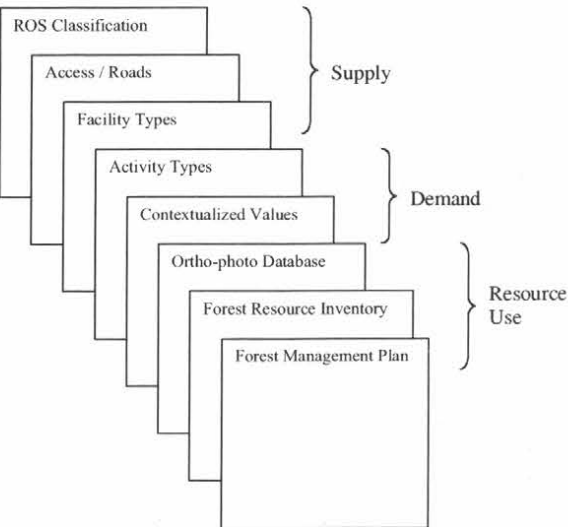 ROS Classification
Access / Roads
Supply
Facility Types
Activity Types
Demand
Contextualized Values
Ortho-photo Database
Resource
Use
Forest Resource Inventory
Forest Management Plan